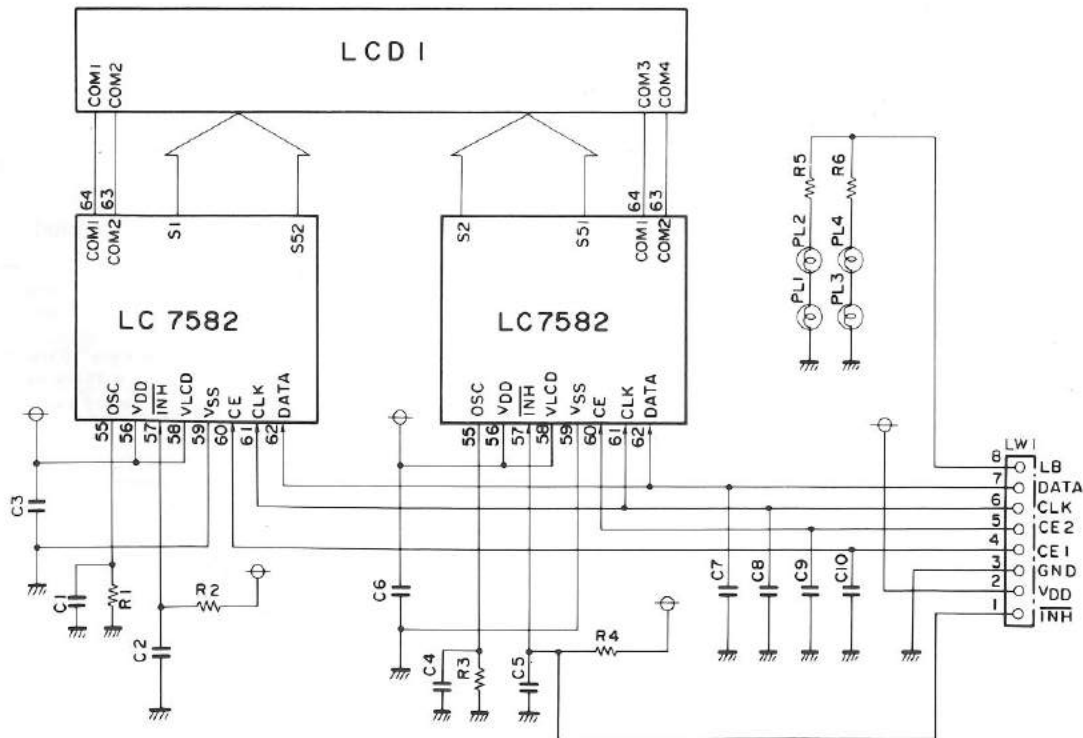 LCD1
COM1
COM2
COM3
COM4
64
63
64
63
COM1
COM2
S1
S52
S2
S51
COM1
COM2
LC 7582
LC7582
OSC
VDD
INH
VLCD
VSS
CE
CLK
DATA
OSC
VDD
INH
VLCD
VSS
CE
CLK
DATA
55
56
57
58
59
60
61
62
55
56
57
58
59
60
61
62
R5
R6
PL2
PL4
PL1
PL3
LW1
8 LB
7 DATA
6 CLK
5 CE2
4 CE1
3 GND
2 VDD
1 INH
C3
C1
R1
R2
C2
C6
C4
R3
C5
R4
C7
C8
C9
C10